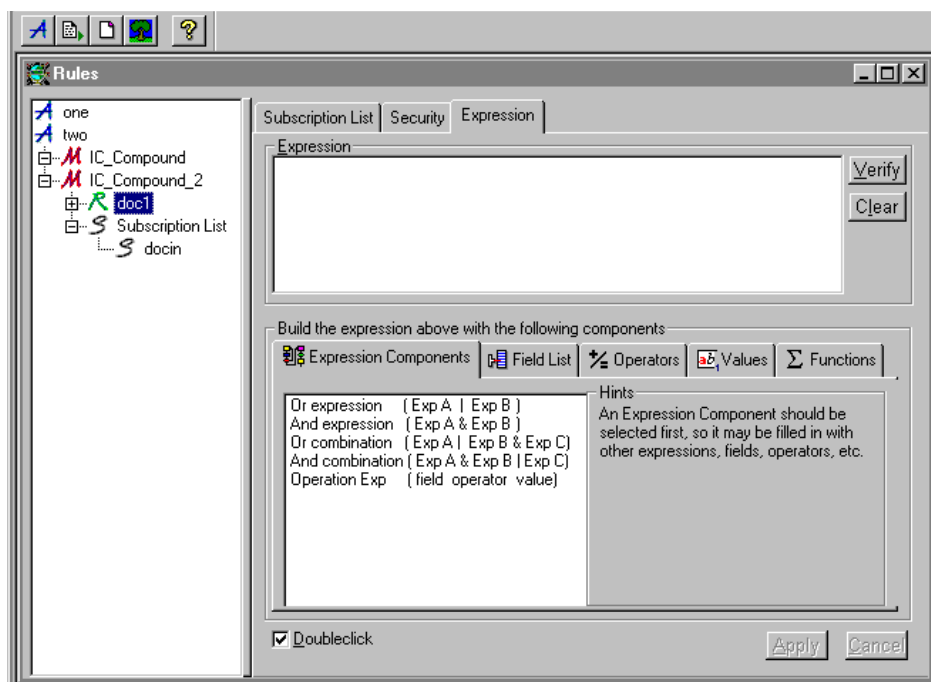 Rules
one
two
IC_Compound
IC_Compound_2
doc1
Subscription List
docin
Subscription List Security Expression
Expression
Verify
Clear
Build the expression above with the following components
Expression Components Field List Operators Values Functions
Or expression ( Exp A | Exp B )
And expression ( Exp A & Exp B )
Or combination ( Exp A | Exp B & Exp C)
And combination ( Exp A & Exp B | Exp C)
Operation Exp ( field operator value)
Hints
An Expression Component should be
selected first, so it may be filled in with
other expressions, fields, operators, etc.
Doubleclick
Apply Cancel